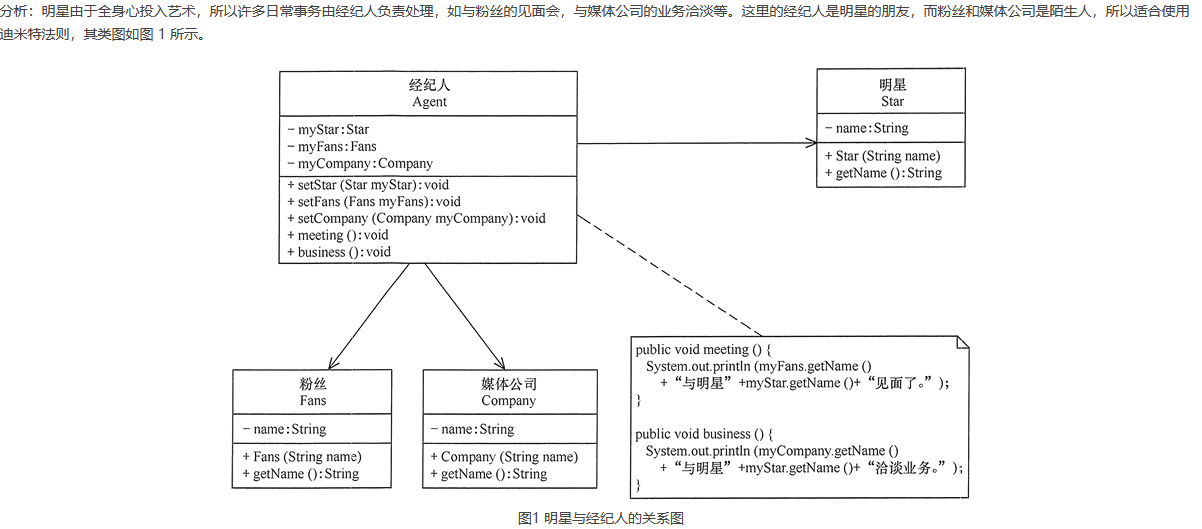 分析：明星由于全身心投入艺术，所以许多日常事务由经纪人负责处理，如与粉丝的见面会，与媒体公司的业务洽淡等。这里的经纪人是明星的朋友，而粉丝和媒体公司是陌生人，所以适合使用
迪米特法则，其类图如图 1 所示。
经纪人
Agent
- myStar:Star
- myFans:Fans
- myCompany:Company
+ setStar (Star myStar):void
+ setFans (Fans myFans):void
+ setCompany (Company myCompany):void
+ meeting ():void
+ business ():void
明星
Star
- name:String
+ Star (String name)
+ getName ():String
粉丝
Fans
- name:String
+ Fans (String name)
+ getName ():String
媒体公司
Company
- name:String
+ Company (String name)
+ getName ():String
public void meeting () {
System.out.println (myFans.getName ()
+ “与明星” +myStar.getName ()+ “见面了。” );
}
public void business () {
System.out.println (myCompany.getName ()
+ “与明星” +myStar.getName ()+ “洽谈业务。” );
}
图1 明星与经纪人的关系图